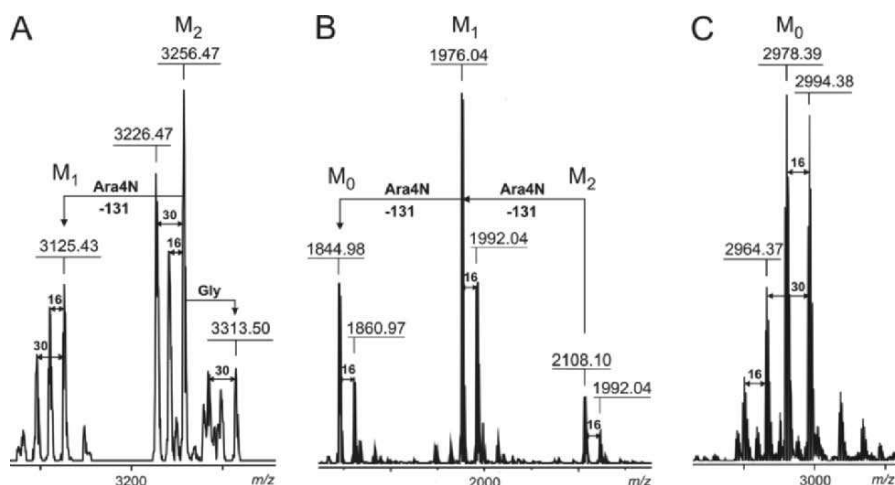 A
M2
3256.47
3226.47
M1
Ara4N
-131
30
16
3125.43
16
30
Gly
3313.50
30
3200
m/z
B
M1
1976.04
M0
Ara4N
-131
Ara4N
-131
M2
1844.98
1992.04
16
1860.97
16
2108.10
1992.04
16
2000
m/z
C
M0
2978.39
2994.38
16
2964.37
30
16
3000
m/z